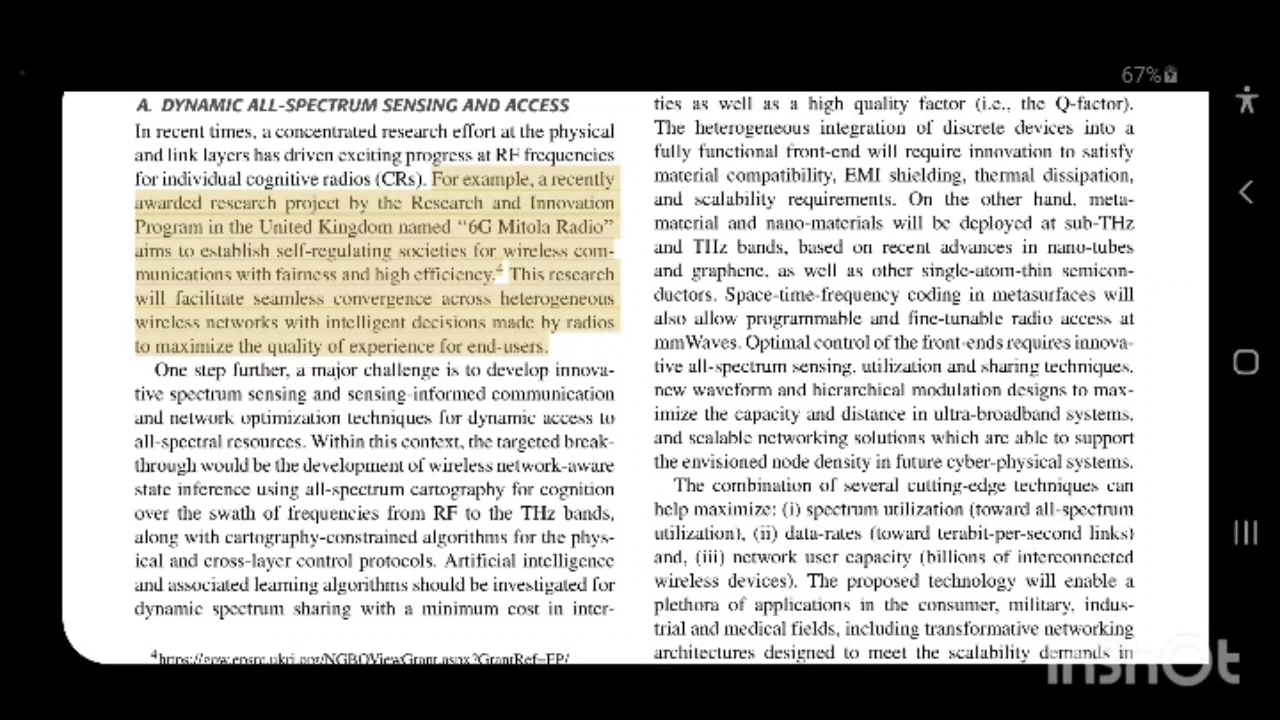 67%
A. DYNAMIC ALL-SPECTRUM SENSING AND ACCESS
In recent times, a concentrated research effort at the physical
and link layers has driven exciting progress at RF frequencies
for individual cognitive radios (CRs). For example, a recently
awarded research project by the Research and Innovation
Program in the United Kingdom named “6G Mitola Radio”
aims to establish self-regulating societies for wireless com-
munications with fairness and high efficiency.4 This research
will facilitate seamless convergence across heterogeneous
wireless networks with intelligent decisions made by radios
to maximize the quality of experience for end-users.
One step further, a major challenge is to develop innova-
tive spectrum sensing and sensing-informed communication
and network optimization techniques for dynamic access to
all-spectral resources. Within this context, the targeted break-
through would be the development of wireless network-aware
state inference using all-spectrum cartography for cognition
over the swath of frequencies from RF to the THz bands,
along with cartography-constrained algorithms for the phys-
ical and cross-layer control protocols. Artificial intelligence
and associated learning algorithms should be investigated for
dynamic spectrum sharing with a minimum cost in inter-
4https://gow.epsrc.ukri.org/NGBOViewGrant.aspx?GrantRef=EP/
ties as well as a high quality factor (i.e., the Q-factor).
The heterogeneous integration of discrete devices into a
fully functional front-end will require innovation to satisfy
material compatibility, EMI shielding, thermal dissipation,
and scalability requirements. On the other hand, meta-
material and nano-materials will be deployed at sub-THz
and THz bands, based on recent advances in nano-tubes
and graphene, as well as other single-atom-thin semicon-
ductors. Space-time-frequency coding in metasurfaces will
also allow programmable and fine-tunable radio access at
mmWaves. Optimal control of the front-ends requires innova-
tive all-spectrum sensing, utilization and sharing techniques,
new waveform and hierarchical modulation designs to max-
imize the capacity and distance in ultra-broadband systems,
and scalable networking solutions which are able to support
the envisioned node density in future cyber-physical systems.
The combination of several cutting-edge techniques can
help maximize: (i) spectrum utilization (toward all-spectrum
utilization), (ii) data-rates (toward terabit-per-second links)
and, (iii) network user capacity (billions of interconnected
wireless devices). The proposed technology will enable a
plethora of applications in the consumer, military, indus-
trial and medical fields, including transformative networking
architectures designed to meet the scalability demands in
InShOt